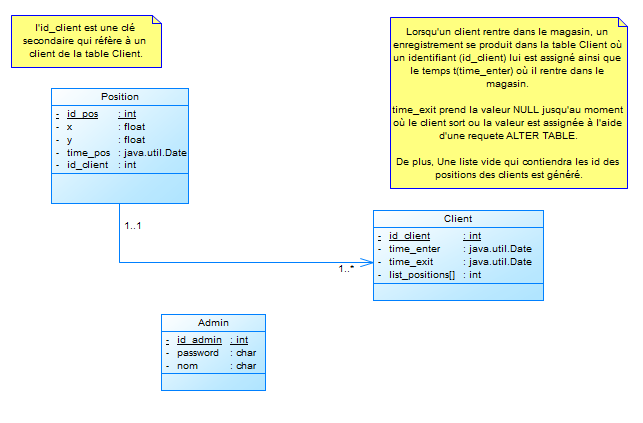 l'id_client est une clé
secondaire qui réfère à un
client de la table Client.
Lorsqu'un client rentre dans le magasin, un
enregistrement se produit dans la table Client où
un identifiant (id_client) lui est assigné ainsi que
le temps t(time_enter) où il rentre dans le
magasin.
time_exit prend la valeur NULL jusqu'au moment
où le client sort ou la valeur est assignée à l'aide
d'une requete ALTER TABLE.
De plus, Une liste vide qui contiendra les id des
positions des clients est généré.
Position
- id_pos : int
- x : float
- y : float
- time_pos : java.util.Date
- id_client : int
1..1
1..*
Client
- id_client : int
- time_enter : java.util.Date
- time_exit : java.util.Date
- list_positions[] : int
Admin
- id_admin : int
- password : char
- nom : char